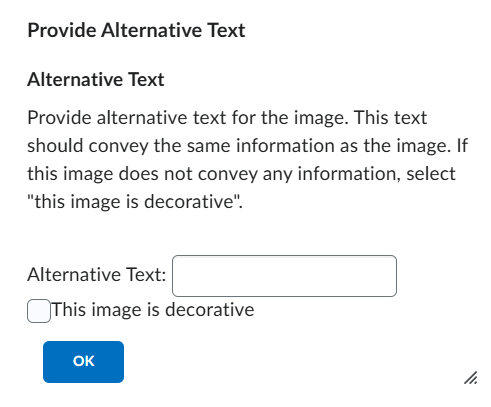 Provide Alternative Text
Alternative Text
Provide alternative text for the image. This text
should convey the same information as the image. If
this image does not convey any information, select
"this image is decorative".
Alternative Text:
This image is decorative
OK